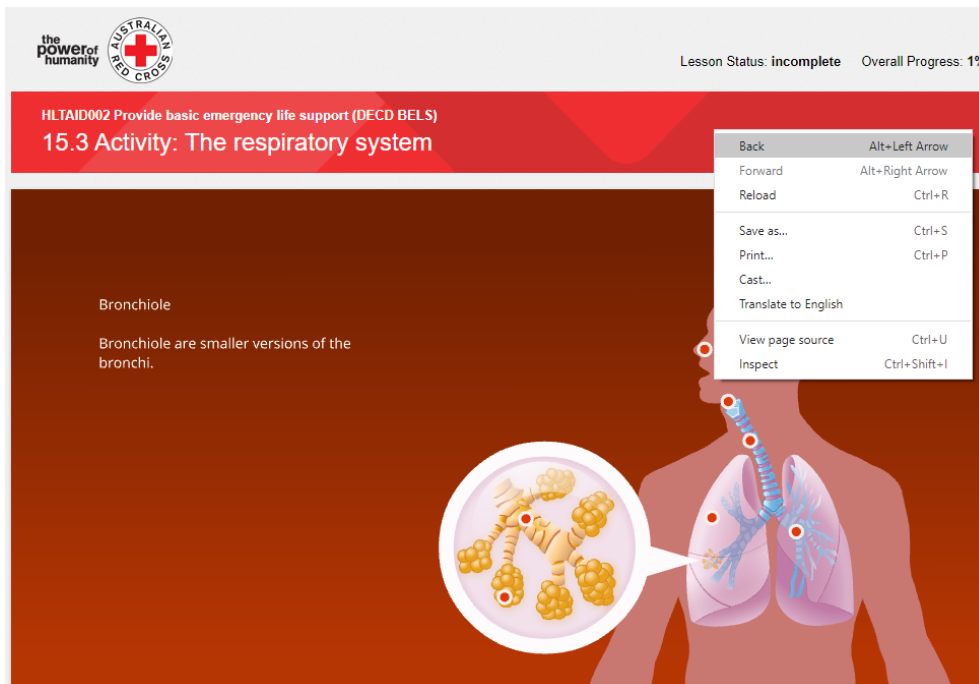 the
power of
humanity
AUSTRALIAN
RED CROSS
Lesson Status: incomplete Overall Progress: 1%
HLTAID002 Provide basic emergency life support (DECD BELS)
15.3 Activity: The respiratory system
Back Alt+Left Arrow
Forward Alt+Right Arrow
Reload Ctrl+R
Save as... Ctrl+S
Print... Ctrl+P
Cast...
Translate to English
View page source Ctrl+U
Inspect Ctrl+Shift+I
Bronchiole
Bronchiole are smaller versions of the
bronchi.